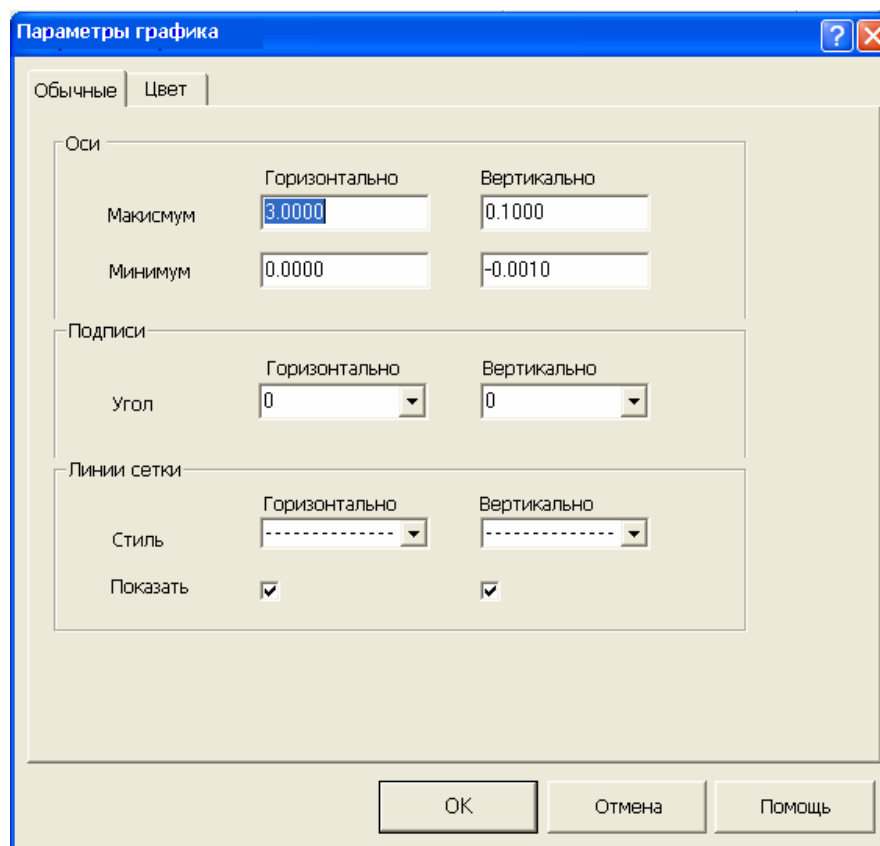 Параметры графика
Обычные Цвет
Оси
Горизонтально Вертикально
Макисмум 3.0000 0.1000
Минимум 0.0000 -0.0010
Подписи
Горизонтально Вертикально
Угол 0 0
Линии сетки
Горизонтально Вертикально
Стиль
Показать
OK Отмена Помощь